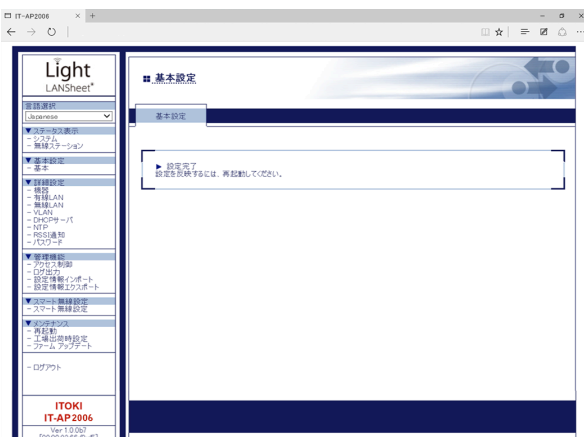 IT-AP2006
Light
LANSheet
言語選択
Japanese
▼ステータス表示
- システム
- 無線ステーション
▼基本設定
- 基本
▼詳細設定
- 機器
- 有線LAN
- 無線LAN
- VLAN
- DHCPサーバ
- NTP
- RSSI通知
- パスワード
▼管理機能
- アクセス制御
- ログ出力
- 設定情報インポート
- 設定情報エクスポート
▼スマート無線設定
- スマート無線設定
▼メンテナンス
- 再起動
- 工場出荷時設定
- ファームアップデート
- ログアウト
ITOKI
IT-AP2006
Ver 1.0.0b7
基本設定
基本設定
▶ 設定完了
設定を反映するには、再起動してください。